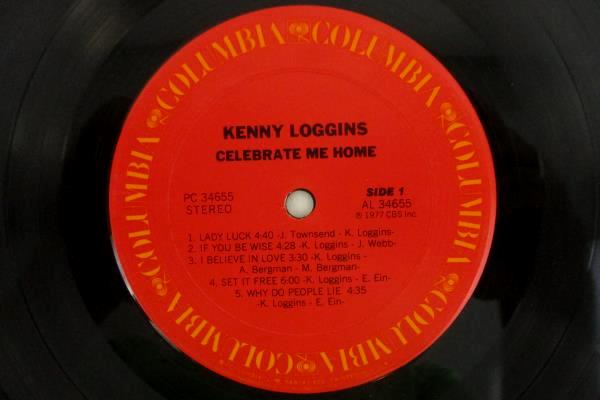 COLUMBIA COLUMBIA COLUMBIA COLUMBIA COLUMBIA COLUMBIA
KENNY LOGGINS
CELEBRATE ME HOME
PC 34655
STEREO
SIDE 1
AL 34655
℗ 1977 CBS Inc.
1. LADY LUCK 4:40 -J. Townsend - K. Loggins-
2. IF YOU BE WISE 4:28 -K. Loggins - J. Webb-
3. I BELIEVE IN LOVE 3:30 -K. Loggins -
A. Bergman - M. Bergman-
4. SET IT FREE 6:00 -K. Loggins - E. Ein-
5. WHY DO PEOPLE LIE 4:35
-K. Loggins - E. Ein-